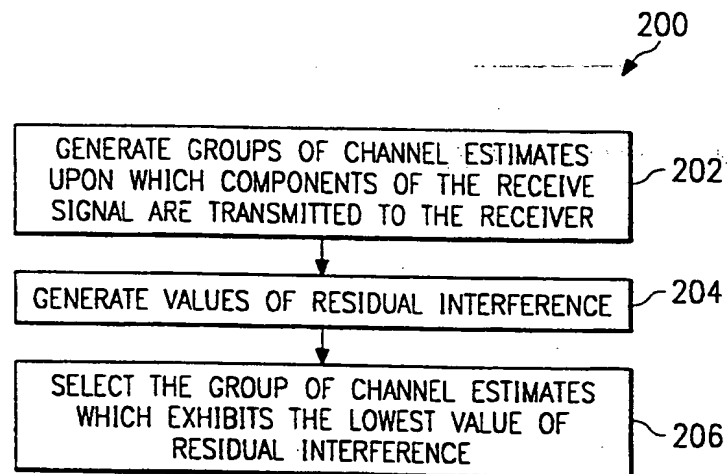 200
GENERATE GROUPS OF CHANNEL ESTIMATES
UPON WHICH COMPONENTS OF THE RECEIVE
SIGNAL ARE TRANSMITTED TO THE RECEIVER
202
GENERATE VALUES OF RESIDUAL INTERFERENCE
204
SELECT THE GROUP OF CHANNEL ESTIMATES
WHICH EXHIBITS THE LOWEST VALUE OF
RESIDUAL INTERFERENCE
206